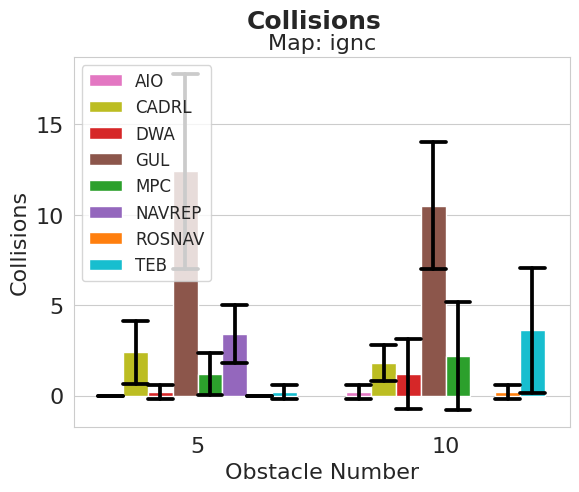 Collisions
Map: ignc
AIO
CADRL
DWA
GUL
MPC
NAVREP
ROSNAV
TEB
Collisions
15
10
5
0
5
10
Obstacle Number